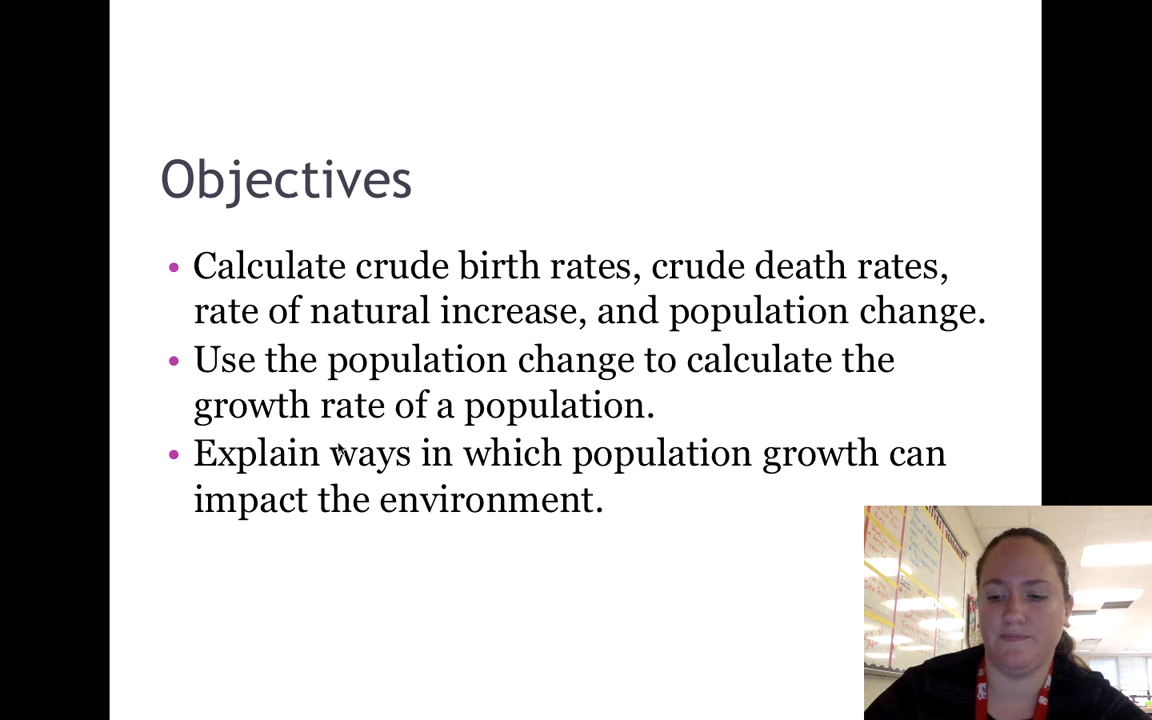 Objectives
• Calculate crude birth rates, crude death rates,
rate of natural increase, and population change.
• Use the population change to calculate the
growth rate of a population.
• Explain ways in which population growth can
impact the environment.